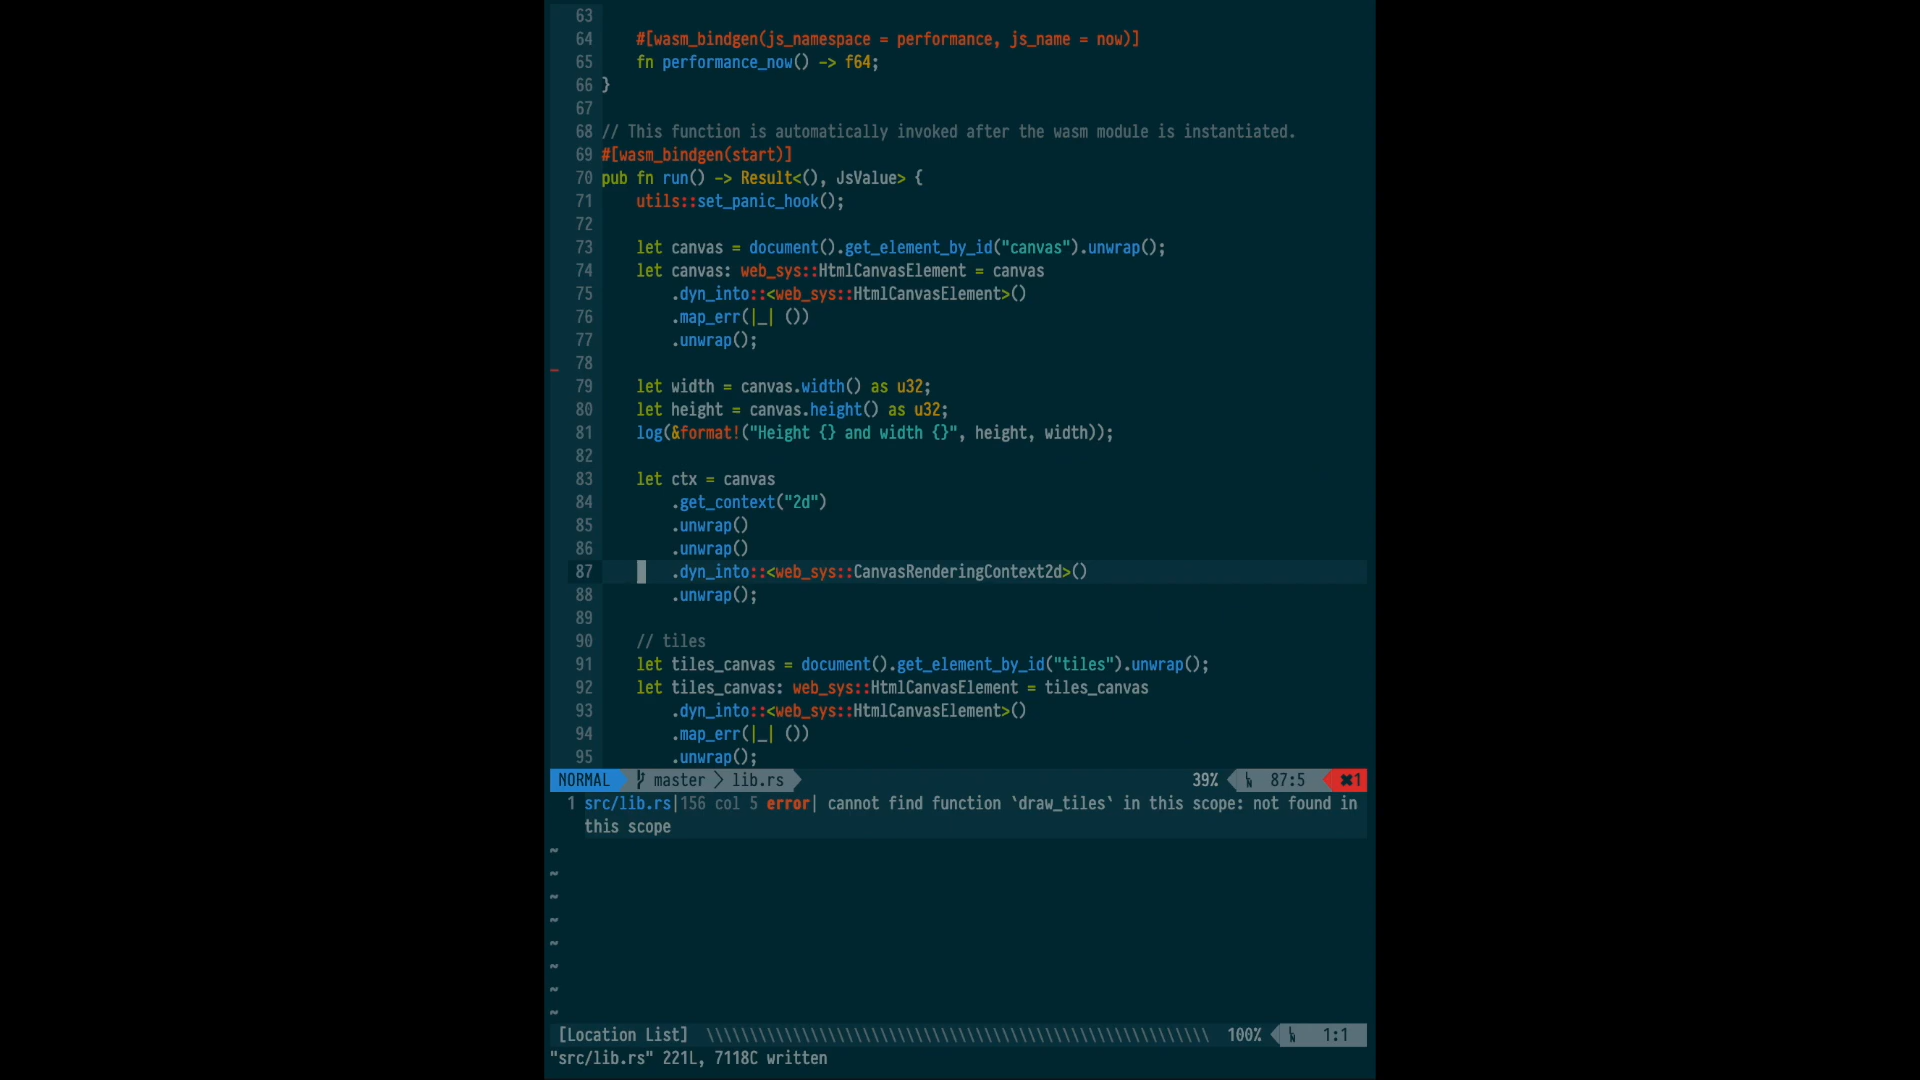 63
64     #[wasm_bindgen(js_namespace = performance, js_name = now)]
65     fn performance_now() -> f64;
66 }
67
68 // This function is automatically invoked after the wasm module is instantiated.
69 #[wasm_bindgen(start)]
70 pub fn run() -> Result<(), JsValue> {
71     utils::set_panic_hook();
72
73     let canvas = document().get_element_by_id("canvas").unwrap();
74     let canvas: web_sys::HtmlCanvasElement = canvas
75         .dyn_into::<web_sys::HtmlCanvasElement>()
76         .map_err(|_| ())
77         .unwrap();
78
79     let width = canvas.width() as u32;
80     let height = canvas.height() as u32;
81     log(&format!("Height {} and width {}", height, width));
82
83     let ctx = canvas
84         .get_context("2d")
85         .unwrap()
86         .unwrap()
87         .dyn_into::<web_sys::CanvasRenderingContext2d>()
88         .unwrap();
89
90     // tiles
91     let tiles_canvas = document().get_element_by_id("tiles").unwrap();
92     let tiles_canvas: web_sys::HtmlCanvasElement = tiles_canvas
93         .dyn_into::<web_sys::HtmlCanvasElement>()
94         .map_err(|_| ())
95         .unwrap();
NORMAL master > lib.rs 39% 87:5 ✖1
1 src/lib.rs|156 col 5 error| cannot find function `draw_tiles` in this scope: not found in
this scope
~
~
~
~
~
~
~
~
[Location List] \\\\\\\\\\\\\\\\\\\\\\\\\\\\\\\\\\\\\\\\\\\\\\\\\\\\\\\\\\ 100% 1:1
"src/lib.rs" 221L, 7118C written